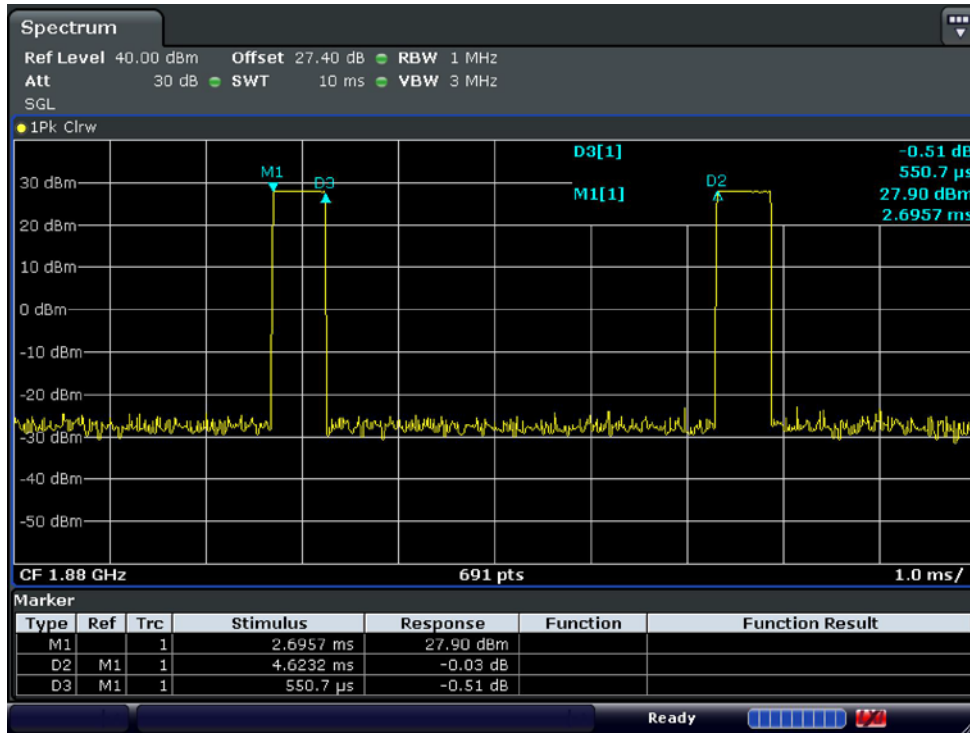 Spectrum
Ref Level 40.00 dBm Offset 27.40 dB RBW 1 MHz
Att 30 dB SWT 10 ms VBW 3 MHz
SGL
1Pk Clrw
D3[1] -0.51 dB
550.7 µs
M1[1] 27.90 dBm
2.6957 ms
M1
D3
D2
30 dBm
20 dBm
10 dBm
0 dBm
-10 dBm
-20 dBm
-30 dBm
-40 dBm
-50 dBm
CF 1.88 GHz 691 pts 1.0 ms/
Marker
Type Ref Trc Stimulus Response Function Function Result
M1 1 2.6957 ms 27.90 dBm
D2 M1 1 4.6232 ms -0.03 dB
D3 M1 1 550.7 µs -0.51 dB
Ready